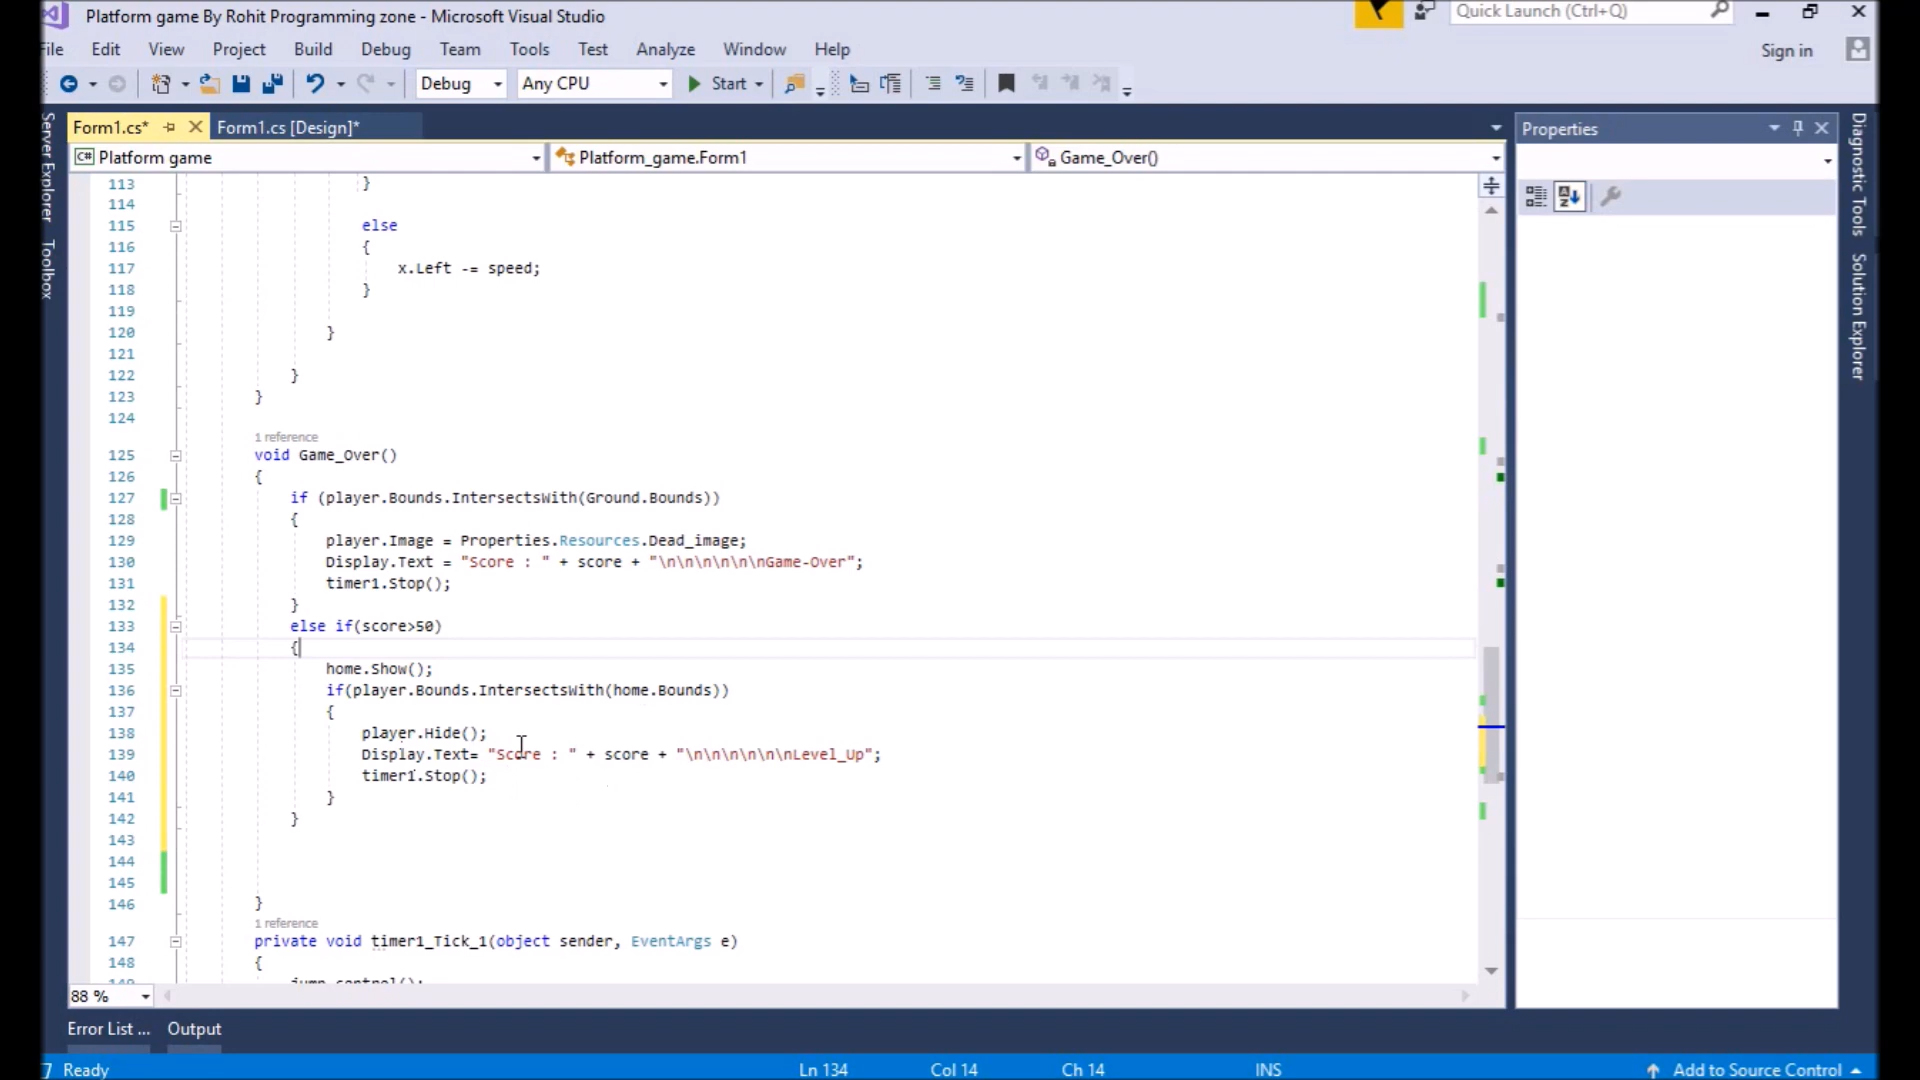 Platform game By Rohit Programming zone - Microsoft Visual Studio
Quick Launch (Ctrl+Q)
File Edit View Project Build Debug Team Tools Test Analyze Window Help
Sign in
Debug Any CPU Start
Server Explorer
Toolbox
Form1.cs* Form1.cs [Design]*
Platform game Platform_game.Form1 Game_Over()
113 }
114
115 else
116 {
117 x.Left -= speed;
118 }
119
120 }
121
122 }
123 }
124
1 reference
125 void Game_Over()
126 {
127 if (player.Bounds.IntersectsWith(Ground.Bounds))
128 {
129 player.Image = Properties.Resources.Dead_image;
130 Display.Text = "Score : " + score + "\n\n\n\n\n\nGame-Over";
131 timer1.Stop();
132 }
133 else if(score>50)
134 {
135 home.Show();
136 if(player.Bounds.IntersectsWith(home.Bounds))
137 {
138 player.Hide();
139 Display.Text= "Score : " + score + "\n\n\n\n\n\nLevel_Up";
140 timer1.Stop();
141 }
142 }
143
144
145
146 }
1 reference
147 private void timer1_Tick_1(object sender, EventArgs e)
148 {
149 jump_control();
88 %
Properties
Diagnostic Tools
Solution Explorer
Error List ... Output
Ready Ln 134 Col 14 Ch 14 INS Add to Source Control